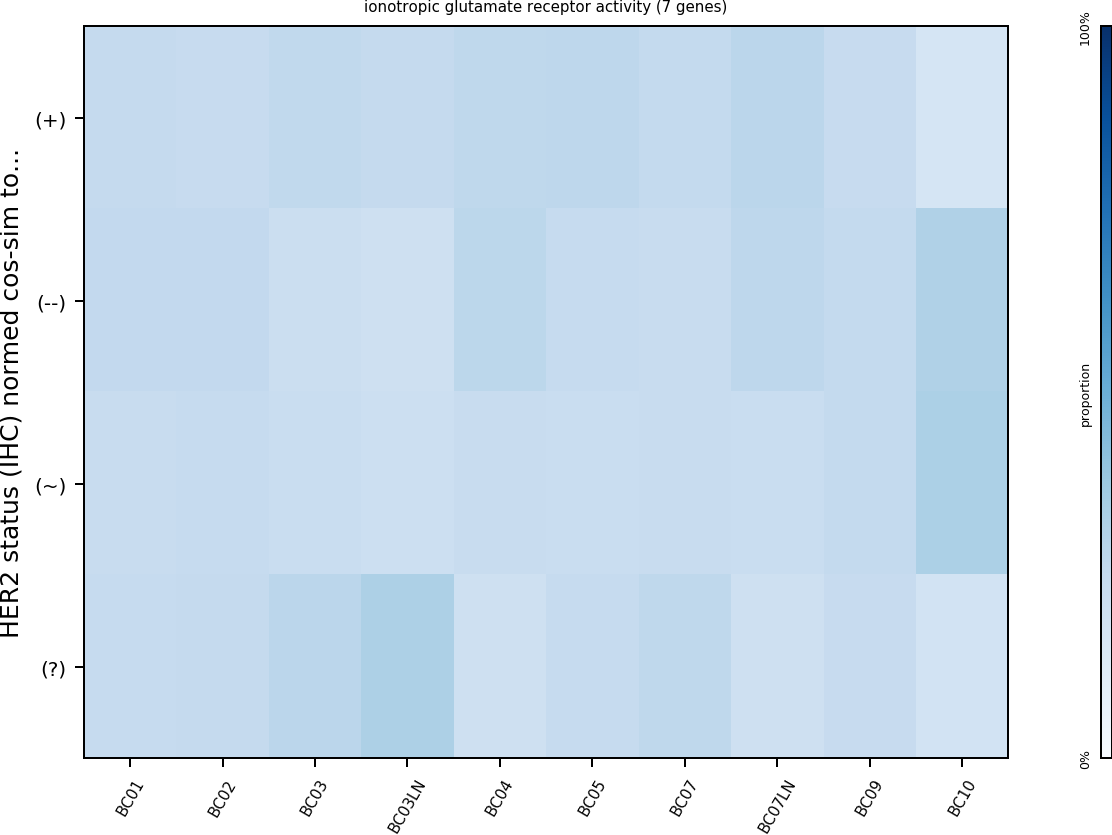 ionotropic glutamate receptor activity (7 genes)
HER2 status (IHC) normed cos-sim to...
(+)
(--)
(~)
(?)
BC01
BC02
BC03
BC03LN
BC04
BC05
BC07
BC07LN
BC09
BC10
100%
proportion
0%